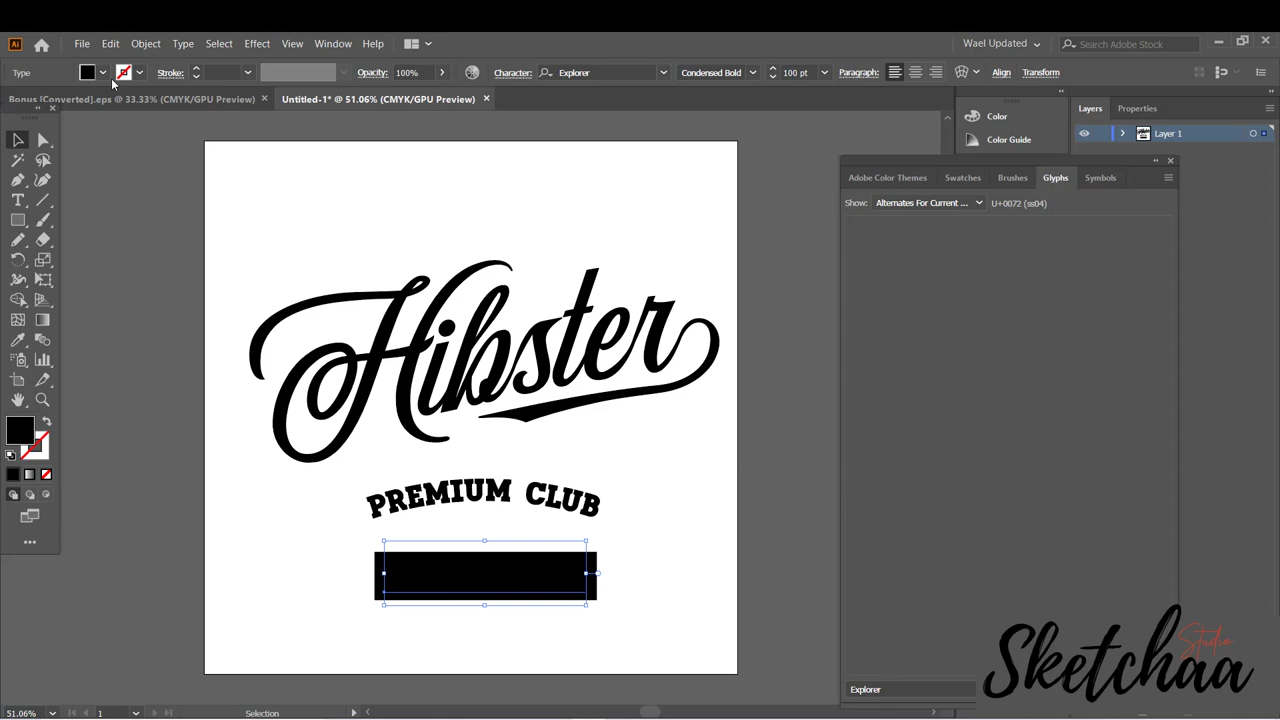 File Edit Object Type Select Effect View Window Help Wael Updated Search Adobe Stock
Type Stroke: Opacity: 100% Character: Explorer Condensed Bold 100 pt Paragraph: Align Transform
Bonus [Converted].eps @ 33.33% (CMYK/GPU Preview) Untitled-1* @ 51.06% (CMYK/GPU Preview)
Color
Color Guide
Layers Properties
Layer 1
Adobe Color Themes Swatches Brushes Glyphs Symbols
Show: Alternates For Current ... U+0072 (ss04)
Hibster
PREMIUM CLUB
Explorer
Sketchaa
Studio
51.06% 1 Selection